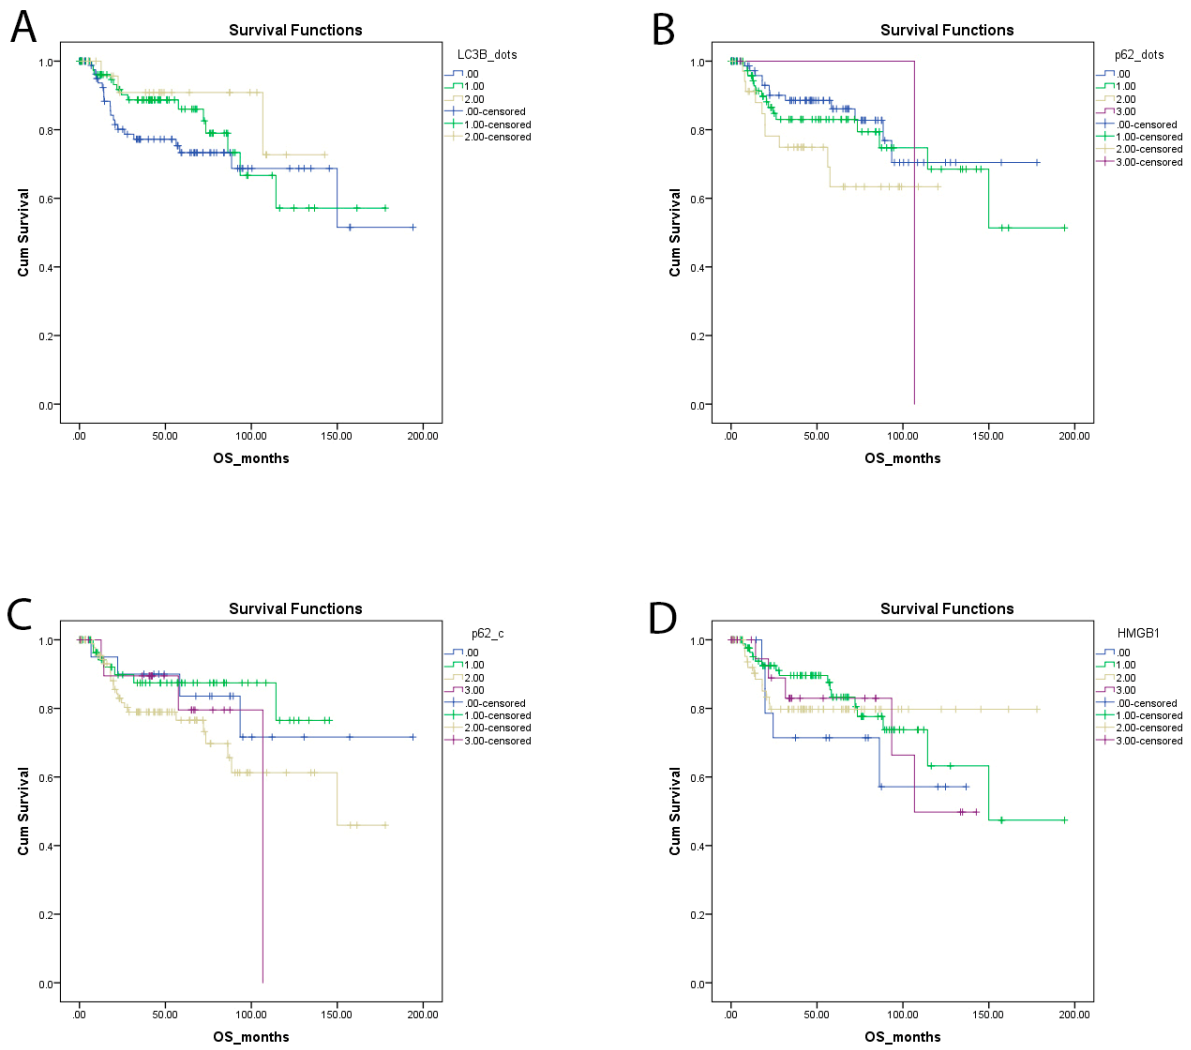 A
Survival Functions
LC3B_dots
.00
1.00
2.00
.00-censored
1.00-censored
2.00-censored
Cum Survival
1.0
0.8
0.6
0.4
0.2
0.0
.00 50.00 100.00 150.00 200.00
OS_months
B
Survival Functions
p62_dots
.00
1.00
2.00
3.00
.00-censored
1.00-censored
2.00-censored
3.00-censored
Cum Survival
1.0
0.8
0.6
0.4
0.2
0.0
.00 50.00 100.00 150.00 200.00
OS_months
C
Survival Functions
p62_c
.00
1.00
2.00
3.00
.00-censored
1.00-censored
2.00-censored
3.00-censored
Cum Survival
1.0
0.8
0.6
0.4
0.2
0.0
.00 50.00 100.00 150.00 200.00
OS_months
D
Survival Functions
HMGB1
.00
1.00
2.00
3.00
.00-censored
1.00-censored
2.00-censored
3.00-censored
Cum Survival
1.0
0.8
0.6
0.4
0.2
0.0
.00 50.00 100.00 150.00 200.00
OS_months